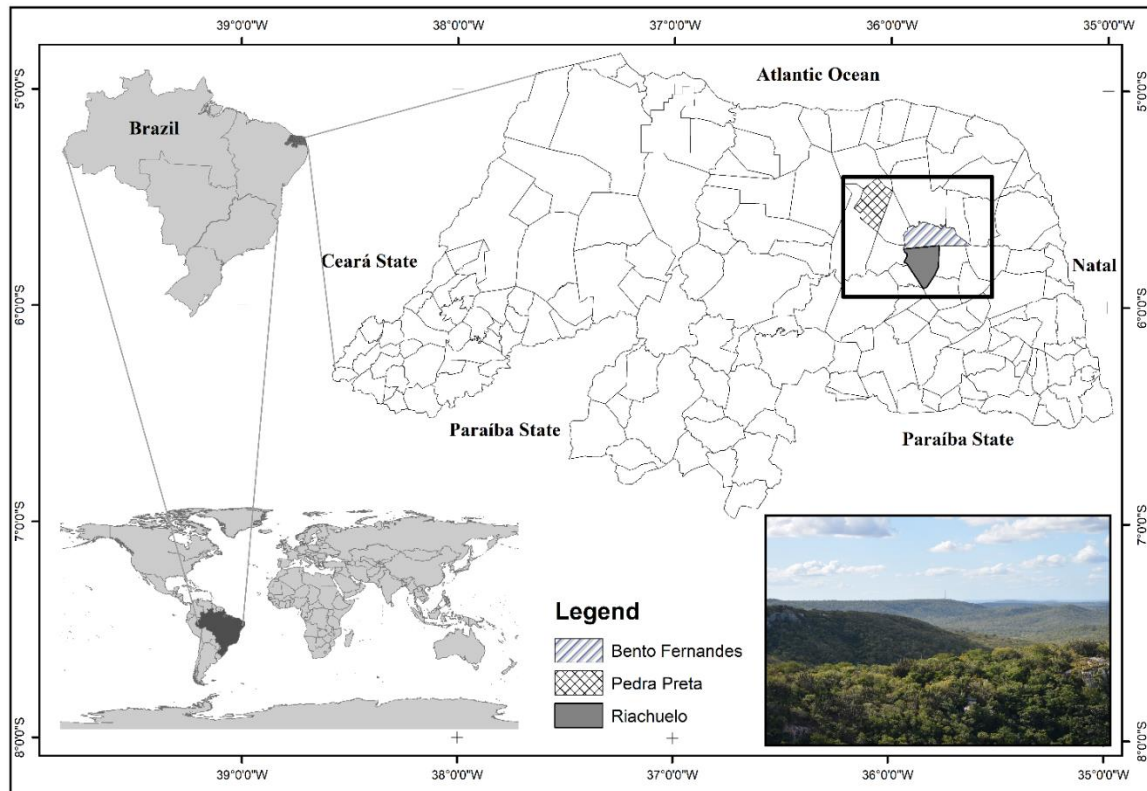 39°0'0"W 38°0'0"W 37°0'0"W 36°0'0"W 35°0'0"W
5°0'0"S
5°0'0"S
Atlantic Ocean
Brazil
Ceará State
Natal
6°0'0"S
6°0'0"S
Paraíba State
Paraíba State
7°0'0"S
7°0'0"S
Legend
Bento Fernandes
Pedra Preta
Riachuelo
8°0'0"S
8°0'0"S
39°0'0"W 38°0'0"W 37°0'0"W 36°0'0"W 35°0'0"W